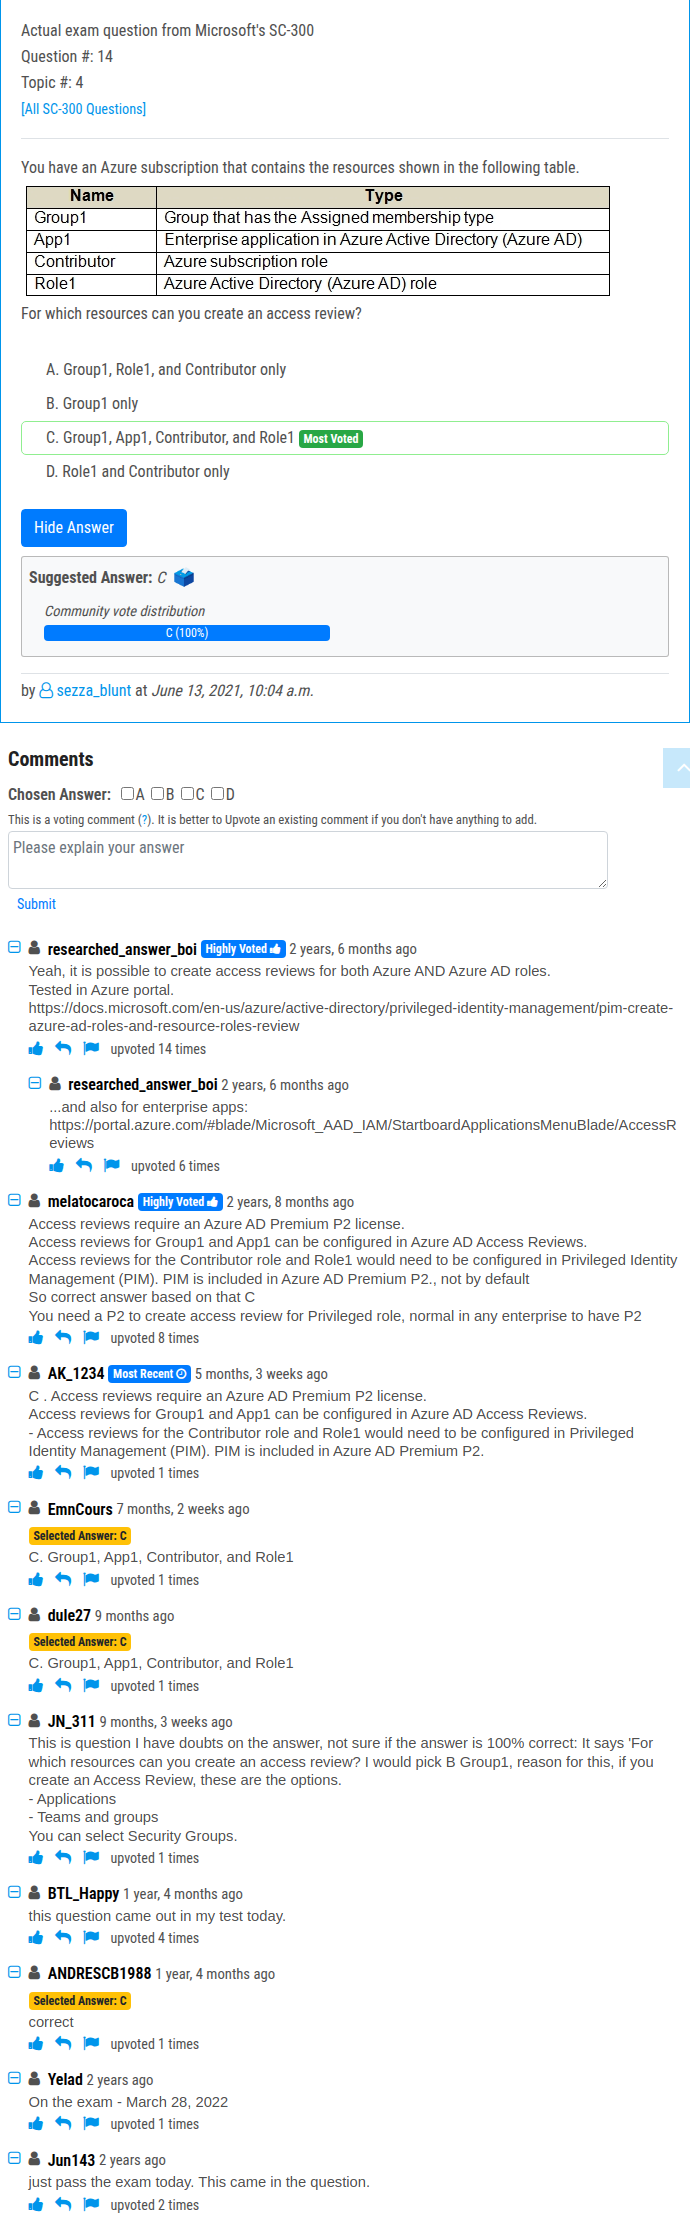 Actual exam question from Microsoft's SC-300
Question #: 14
Topic #: 4
[All SC-300 Questions]
You have an Azure subscription that contains the resources shown in the following table.
Name Type
Group1 Group that has the Assigned membership type
App1 Enterprise application in Azure Active Directory (Azure AD)
Contributor Azure subscription role
Role1 Azure Active Directory (Azure AD) role
For which resources can you create an access review?
A. Group1, Role1, and Contributor only
B. Group1 only
C. Group1, App1, Contributor, and Role1 Most Voted
D. Role1 and Contributor only
Hide Answer
Suggested Answer: C
Community vote distribution
C (100%)
by sezza_blunt at June 13, 2021, 10:04 a.m.
Comments
Chosen Answer: A B C D
This is a voting comment (?). It is better to Upvote an existing comment if you don't have anything to add.
Please explain your answer
Submit
researched_answer_boi Highly Voted 2 years, 6 months ago
Yeah, it is possible to create access reviews for both Azure AND Azure AD roles.
Tested in Azure portal.
https://docs.microsoft.com/en-us/azure/active-directory/privileged-identity-management/pim-create-
azure-ad-roles-and-resource-roles-review
upvoted 14 times
researched_answer_boi 2 years, 6 months ago
...and also for enterprise apps:
https://portal.azure.com/#blade/Microsoft_AAD_IAM/StartboardApplicationsMenuBlade/AccessR
eviews
upvoted 6 times
melatocaroca Highly Voted 2 years, 8 months ago
Access reviews require an Azure AD Premium P2 license.
Access reviews for Group1 and App1 can be configured in Azure AD Access Reviews.
Access reviews for the Contributor role and Role1 would need to be configured in Privileged Identity
Management (PIM). PIM is included in Azure AD Premium P2., not by default
So correct answer based on that C
You need a P2 to create access review for Privileged role, normal in any enterprise to have P2
upvoted 8 times
AK_1234 Most Recent 5 months, 3 weeks ago
C . Access reviews require an Azure AD Premium P2 license.
Access reviews for Group1 and App1 can be configured in Azure AD Access Reviews.
- Access reviews for the Contributor role and Role1 would need to be configured in Privileged
Identity Management (PIM). PIM is included in Azure AD Premium P2.
upvoted 1 times
EmnCours 7 months, 2 weeks ago
Selected Answer: C
C. Group1, App1, Contributor, and Role1
upvoted 1 times
dule27 9 months ago
Selected Answer: C
C. Group1, App1, Contributor, and Role1
upvoted 1 times
JN_311 9 months, 3 weeks ago
This is question I have doubts on the answer, not sure if the answer is 100% correct: It says 'For
which resources can you create an access review? I would pick B Group1, reason for this, if you
create an Access Review, these are the options.
- Applications
- Teams and groups
You can select Security Groups.
upvoted 1 times
BTL_Happy 1 year, 4 months ago
this question came out in my test today.
upvoted 4 times
ANDRESCB1988 1 year, 4 months ago
Selected Answer: C
correct
upvoted 1 times
Yelad 2 years ago
On the exam - March 28, 2022
upvoted 1 times
Jun143 2 years ago
just pass the exam today. This came in the question.
upvoted 2 times